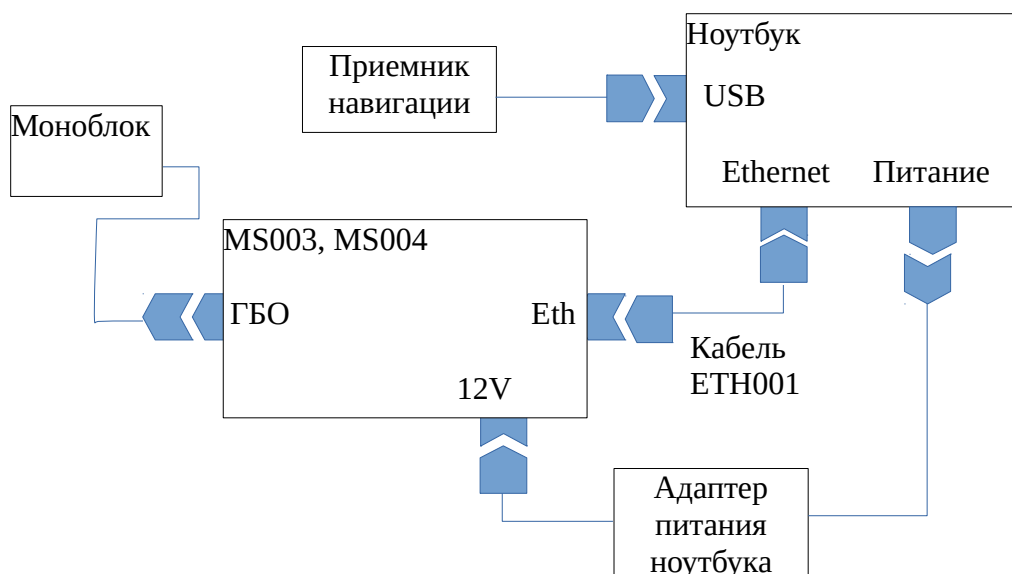 Ноутбук
Приемник
навигации
USB
Моноблок
Ethernet Питание
MS003, MS004
ГБО
Eth
Кабель
ETH001
12V
Адаптер
питания
ноутбука